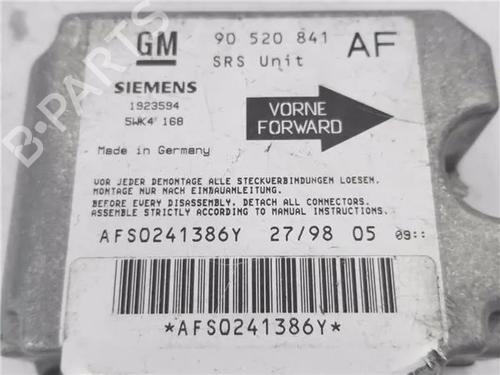 GM 90 520 841 AF
SRS Unit
SIEMENS
1923594
5WK4 168
VORNE
FORWARD
Made in Germany
VOR JEDER DEMONTAGE ALLE STECKVERBINDUNGEN LOESEN.
MONTAGE NUR NACH EINBAUANLEITUNG.
BEFORE EVERY DISASSEMBLY. DETACH ALL CONNECTORS.
ASSEMBLE STRICTLY ACCORDING TO MANUAL INSTRUCTIONS.
AFS0241386Y 27/98 05 09::
*AFS0241386Y*
B-PARTS